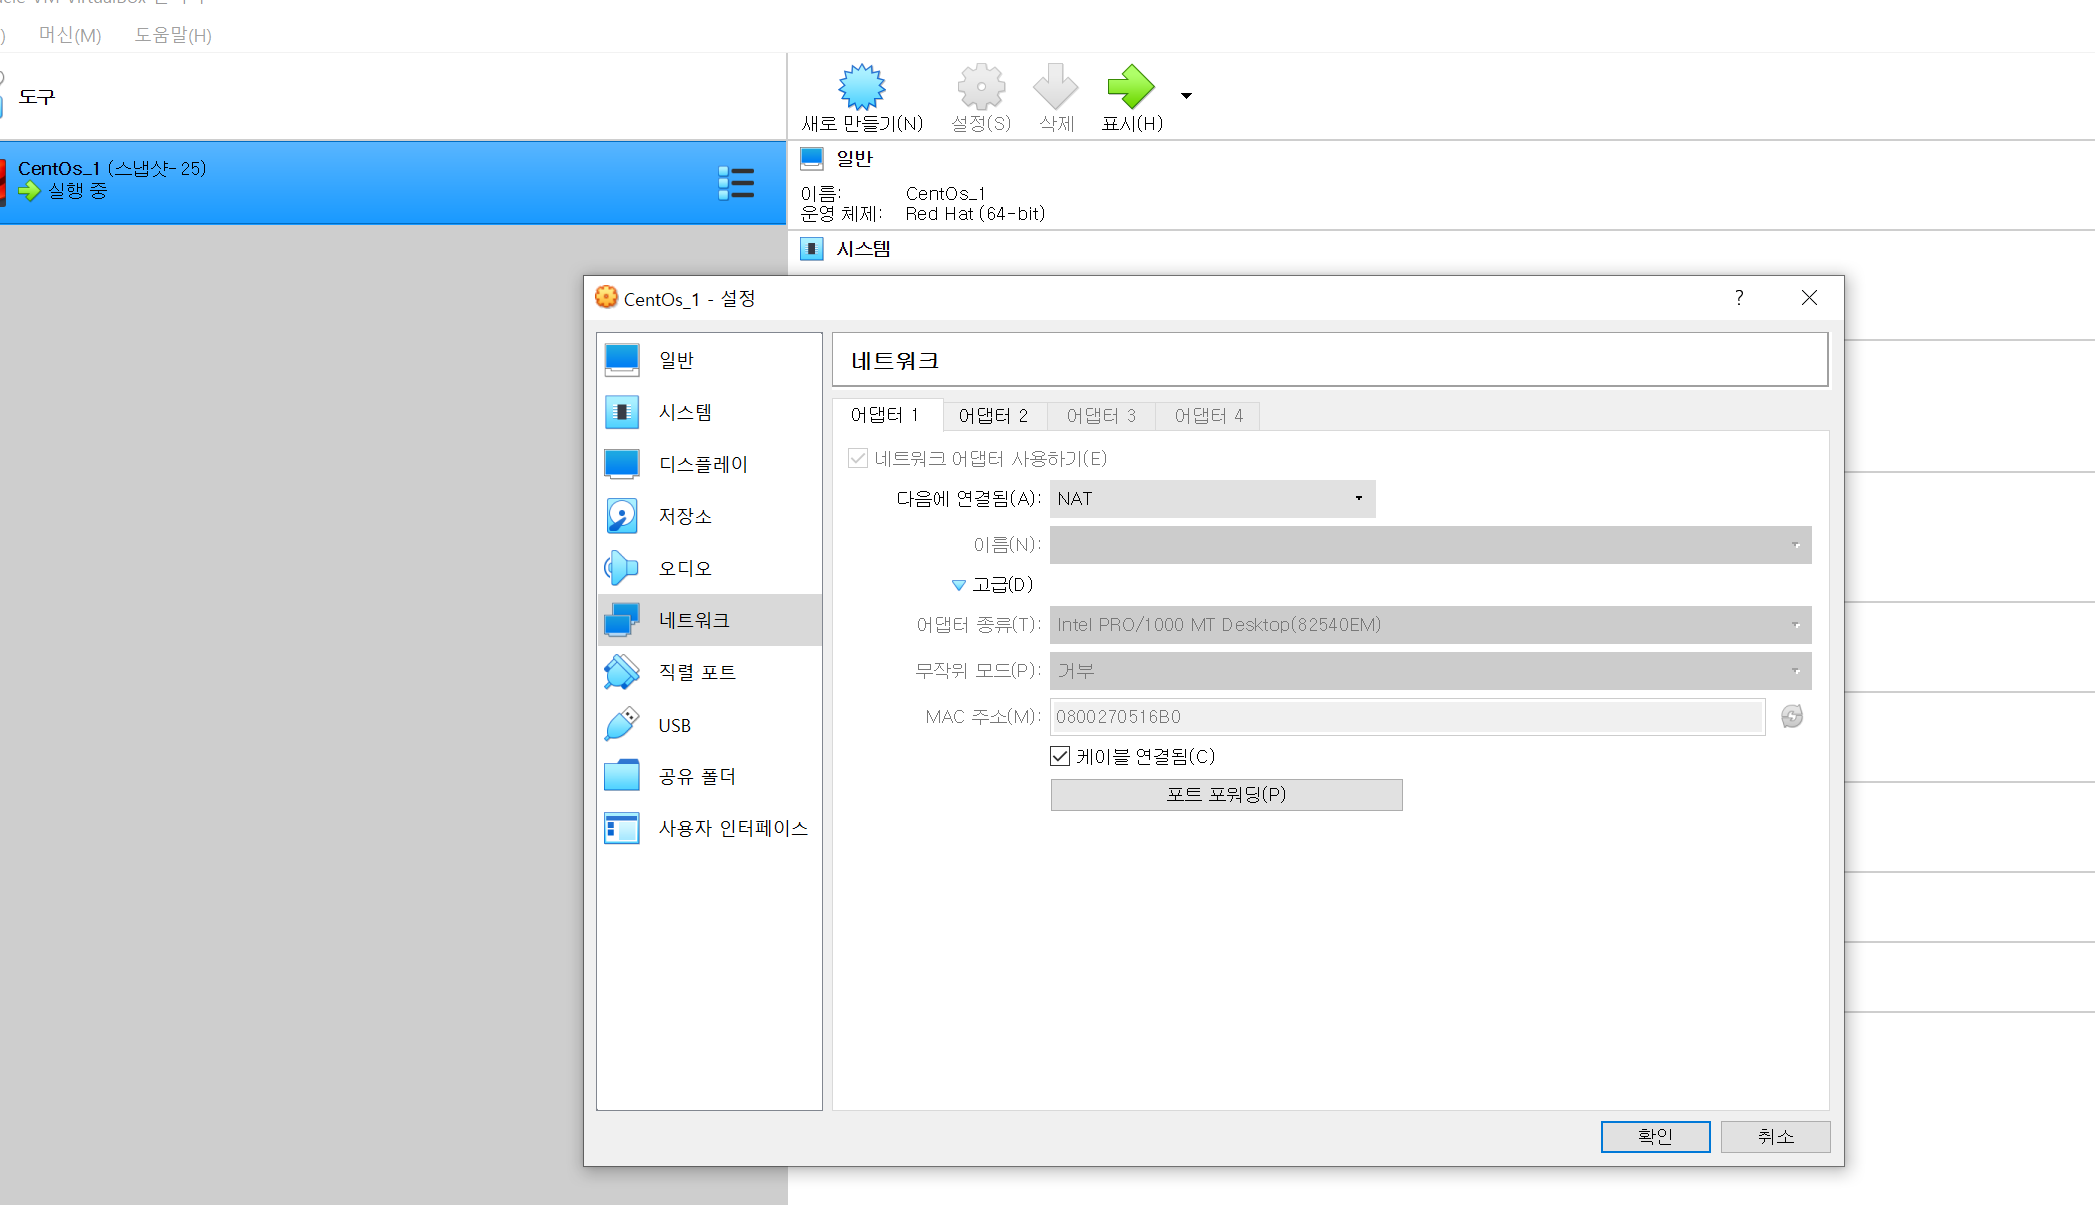 머신(M) 도움말(H)
도구
새로 만들기(N) 설정(S) 삭제 표시(H)
CentOs_1 (스냅샷-25)
실행 중
일반
이름: CentOs_1
운영 체제: Red Hat (64-bit)
시스템
CentOs_1 - 설정
일반
시스템
디스플레이
저장소
오디오
네트워크
직렬 포트
USB
공유 폴더
사용자 인터페이스
네트워크
어댑터 1 어댑터 2 어댑터 3 어댑터 4
네트워크 어댑터 사용하기(E)
다음에 연결됨(A): NAT
이름(N):
고급(D)
어댑터 종류(T): Intel PRO/1000 MT Desktop(82540EM)
무작위 모드(P): 거부
MAC 주소(M): 0800270516B0
케이블 연결됨(C)
포트 포워딩(P)
확인 취소